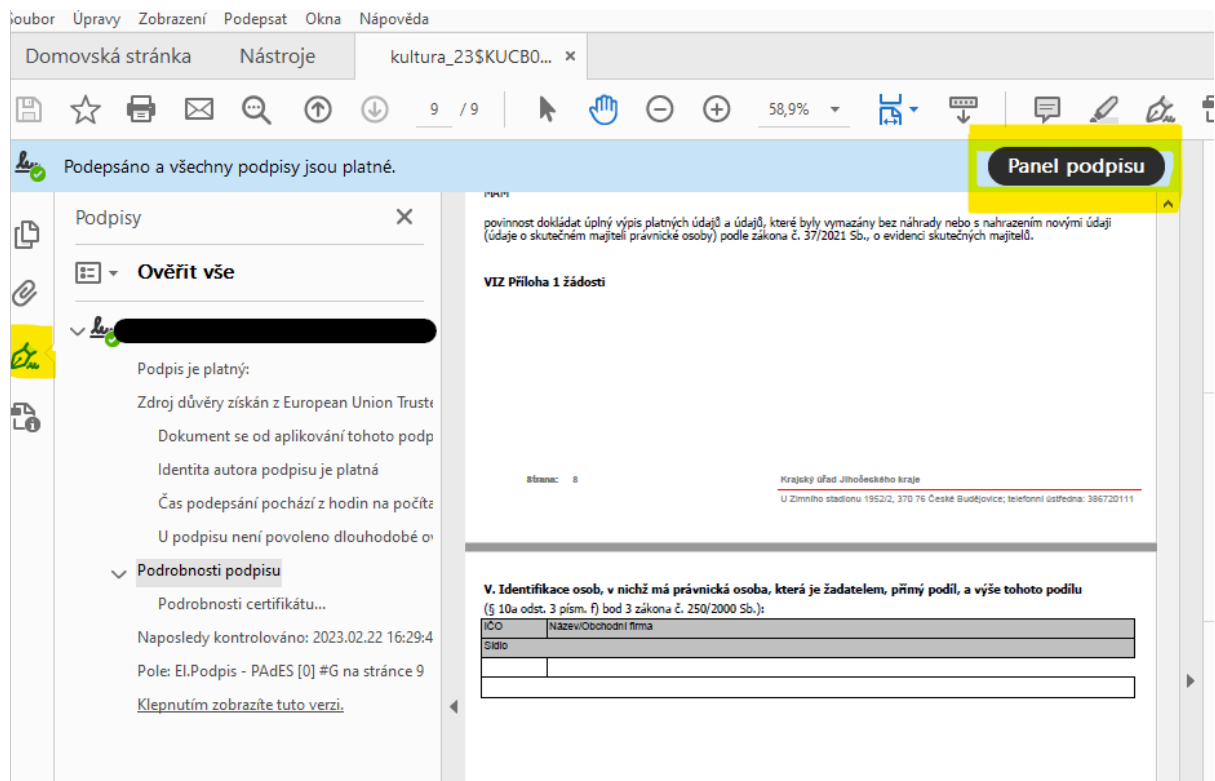 Soubor Úpravy Zobrazení Podepsat Okna Nápověda
Domovská stránka Nástroje kultura_23$KUCB0... ×
9 / 9 58,9%
Podepsáno a všechny podpisy jsou platné. Panel podpisu
Podpisy
Ověřit vše
Podpis je platný:
Zdroj důvěry získán z European Union Truste
Dokument se od aplikování tohoto podp
Identita autora podpisu je platná
Čas podepsání pochází z hodin na počíta
U podpisu není povoleno dlouhodobé ov
Podrobnosti podpisu
Podrobnosti certifikátu...
Naposledy kontrolováno: 2023.02.22 16:29:4
Pole: El.Podpis - PAdES [0] #G na stránce 9
Klepnutím zobrazíte tuto verzi.
MÁM
povinnost dokládat úplný výpis platných údajů a údajů, které byly vymazány bez náhrady nebo s nahrazením novými údaji
(údaje o skutečném majiteli právnické osoby) podle zákona č. 37/2021 Sb., o evidenci skutečných majitelů.
VIZ Příloha 1 žádosti
Strana: 8 Krajský úřad Jihočeského kraje
U Zimního stadionu 1952/2, 370 76 České Budějovice; telefonní ústředna: 386720111
V. Identifikace osob, v nichž má právnická osoba, která je žadatelem, přímý podíl, a výše tohoto podílu
(§ 10a odst. 3 písm. f) bod 3 zákona č. 250/2000 Sb.):
IČO Název/Obchodní firma
Sídlo